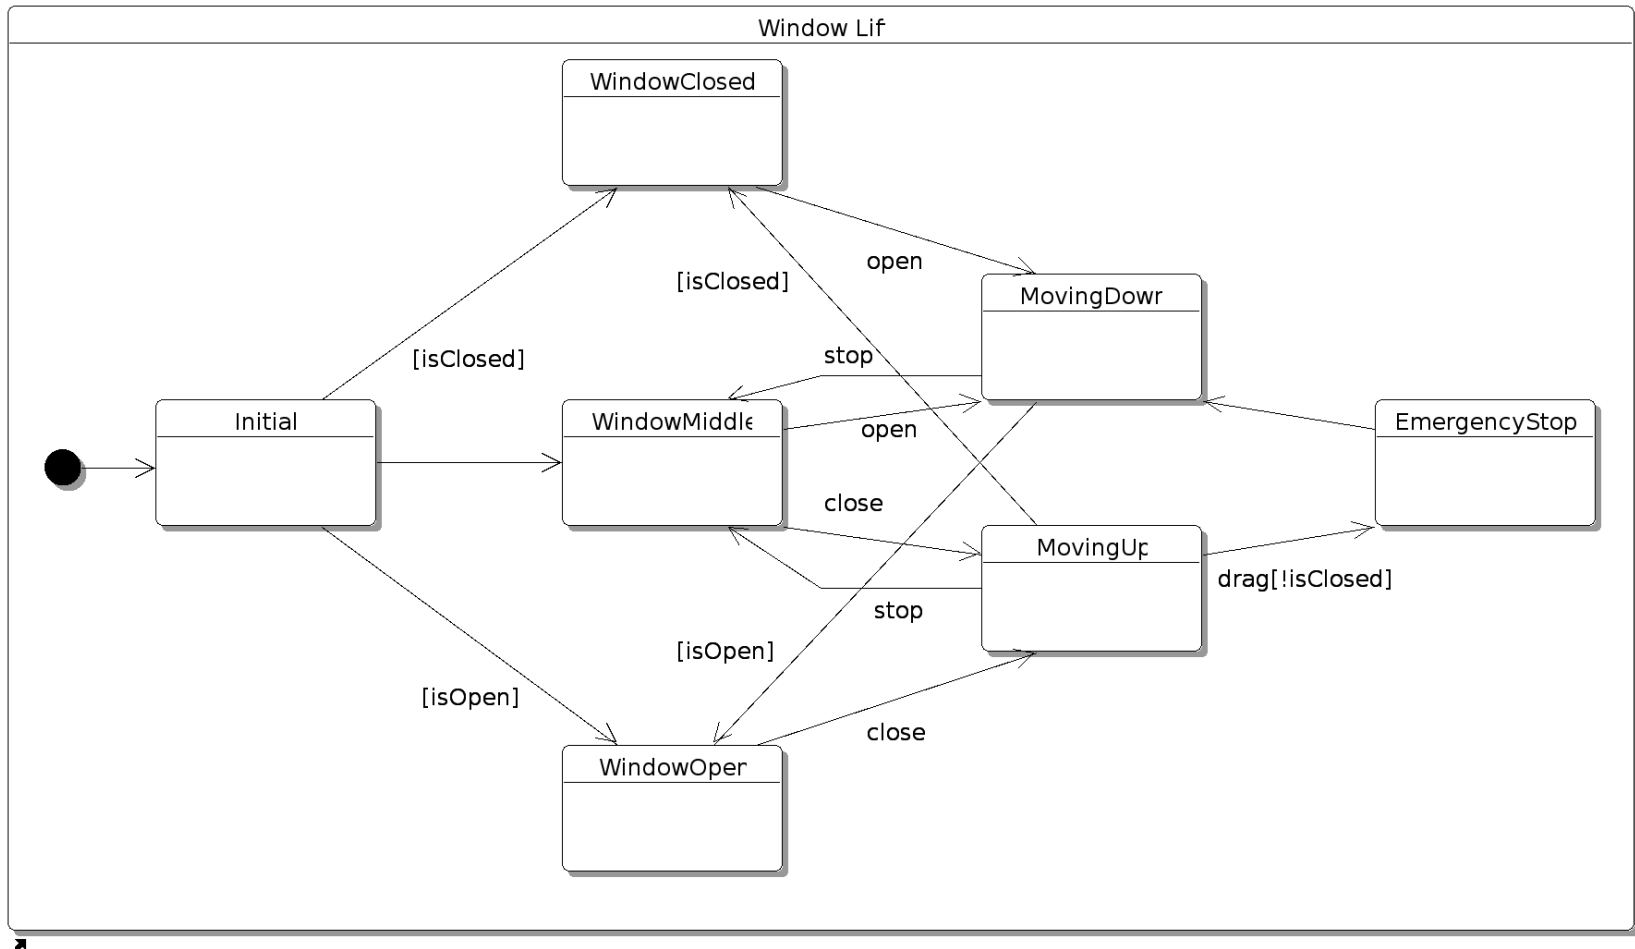 Window Lif
WindowClosed
open
[isClosed]
MovingDowr
[isClosed]
stop
Initial
WindowMiddle
open
EmergencyStop
close
MovingUp
drag[!isClosed]
stop
[isOpen]
[isOpen]
close
WindowOper